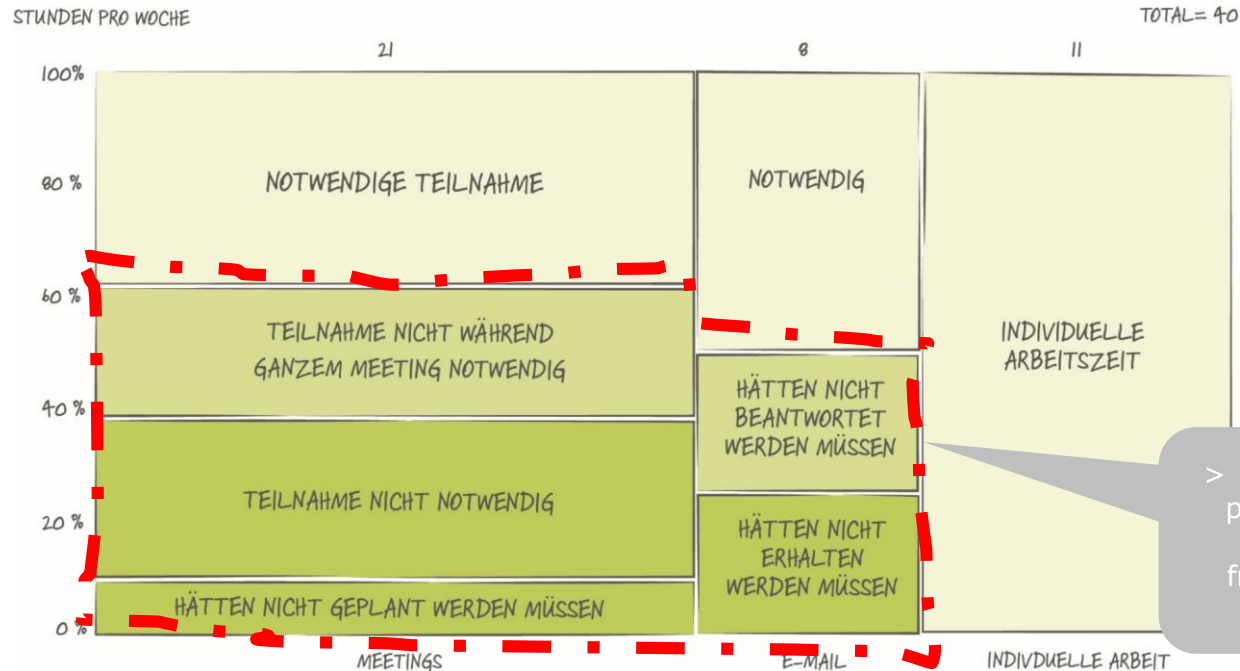 STUNDEN PRO WOCHE
TOTAL= 40
21
8
11
100%
80 %
60 %
40 %
20 %
0 %
NOTWENDIGE TEILNAHME
TEILNAHME NICHT WÄHREND
GANZEM MEETING NOTWENDIG
TEILNAHME NICHT NOTWENDIG
HÄTTEN NICHT GEPLANT WERDEN MÜSSEN
NOTWENDIG
HÄTTEN NICHT
BEANTWORTET
WERDEN MÜSSEN
HÄTTEN NICHT
ERHALTEN
WERDEN MÜSSEN
INDIVIDUELLE
ARBEITSZEIT
>
MEETINGS
E-MAIL
INDIVDUELLE ARBEIT